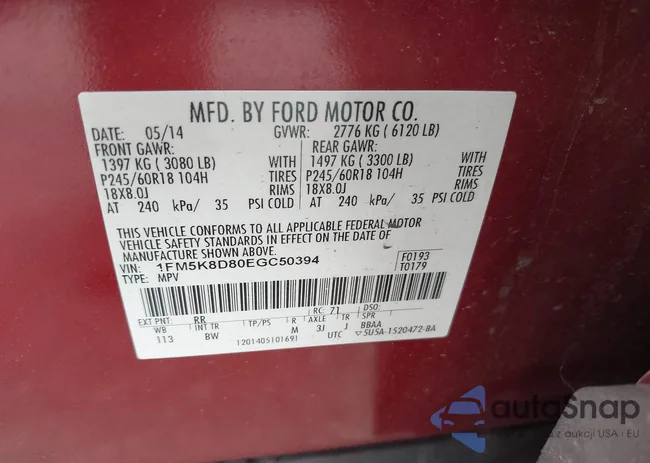 MFD. BY FORD MOTOR CO.
DATE: 05/14 GVWR: 2776 KG ( 6120 LB)
FRONT GAWR: REAR GAWR:
1397 KG ( 3080 LB) WITH 1497 KG ( 3300 LB) WITH
P245/60R18 104H TIRES P245/60R18 104H TIRES
18X8.0J RIMS 18X8.0J RIMS
AT 240 kPa/ 35 PSI COLD AT 240 kPa/ 35 PSI COLD
THIS VEHICLE CONFORMS TO ALL APPLICABLE FEDERAL MOTOR
VEHICLE SAFETY STANDARDS IN EFFECT ON THE DATE OF
MANUFACTURE SHOWN ABOVE.
VIN: 1FM5K8D80EGC50394 F0193
TYPE: MPV T0179
EXT PNT: RR RC: 71 DSO:
WB INT TR TP/PS R AXLE TR SPR
113 BW M 3J J BBAA
1201405101691 UTC ▽5U5A-1520472-BA
autoSnap
z aukcji USA i EU